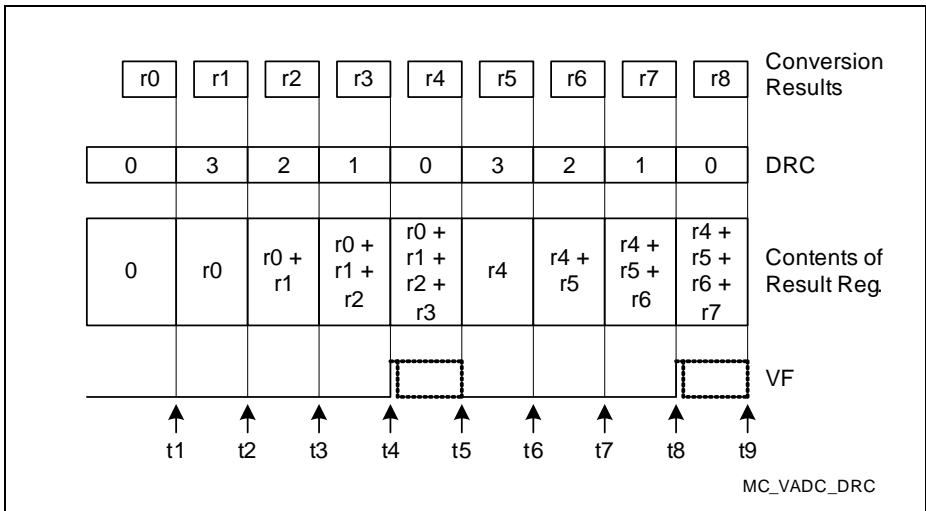 r0 r1 r2 r3 r4 r5 r6 r7 r8 Conversion
Results
0 3 2 1 0 3 2 1 0 DRC
0 r0 r0 +
r1 r0 +
r1 +
r2 r0 +
r1 +
r2 +
r3 r4 r4 +
r5 r4 +
r5 +
r6 r4 +
r5 +
r6 +
r7 Contents of
Result Reg.
VF
t1 t2 t3 t4 t5 t6 t7 t8 t9
MC_VADC_DRC